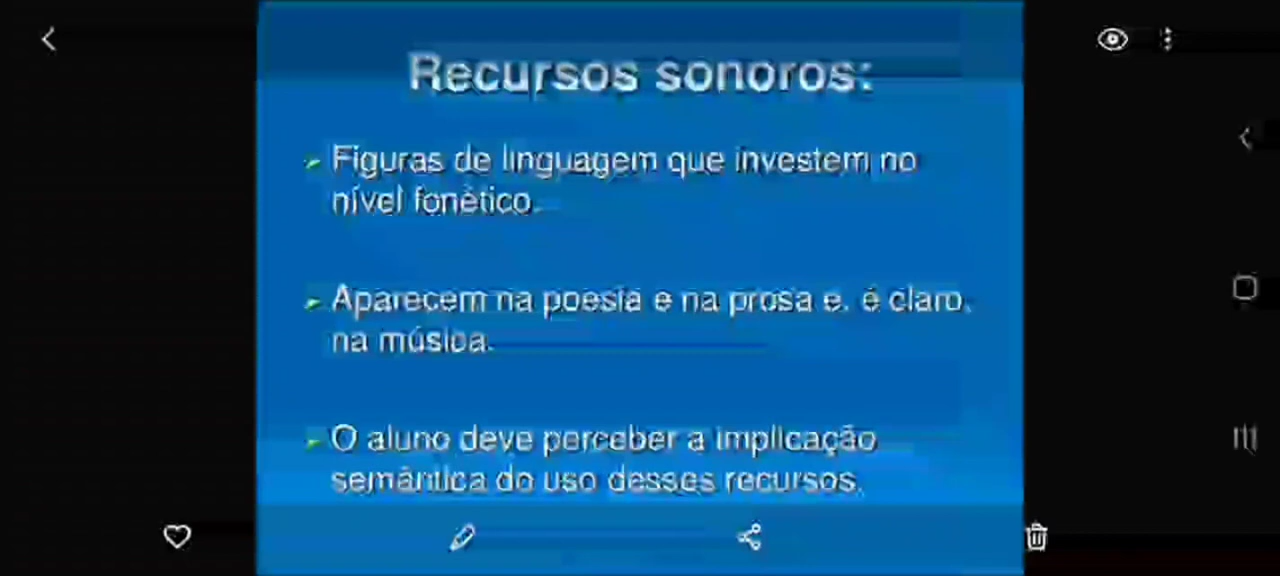 Recursos sonoros:
Figuras de linguagem que investem no
nível fonético.
Aparecem na poesia e na prosa e, é claro,
na música.
O aluno deve perceber a implicação
semântica do uso desses recursos.